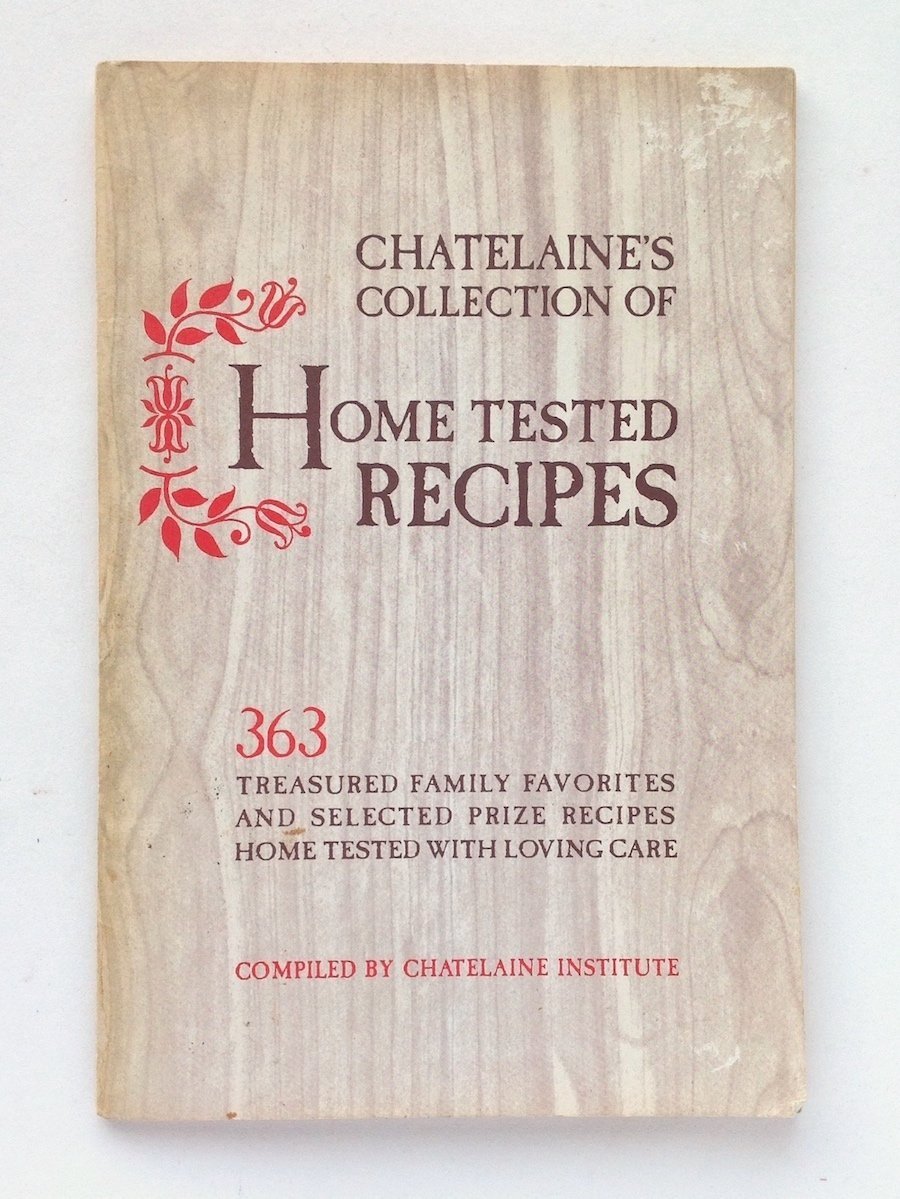 CHATELAINE'S
COLLECTION OF
HOME TESTED
RECIPES
363
TREASURED FAMILY FAVORITES
AND SELECTED PRIZE RECIPES
HOME TESTED WITH LOVING CARE
COMPILED BY CHATELAINE INSTITUTE